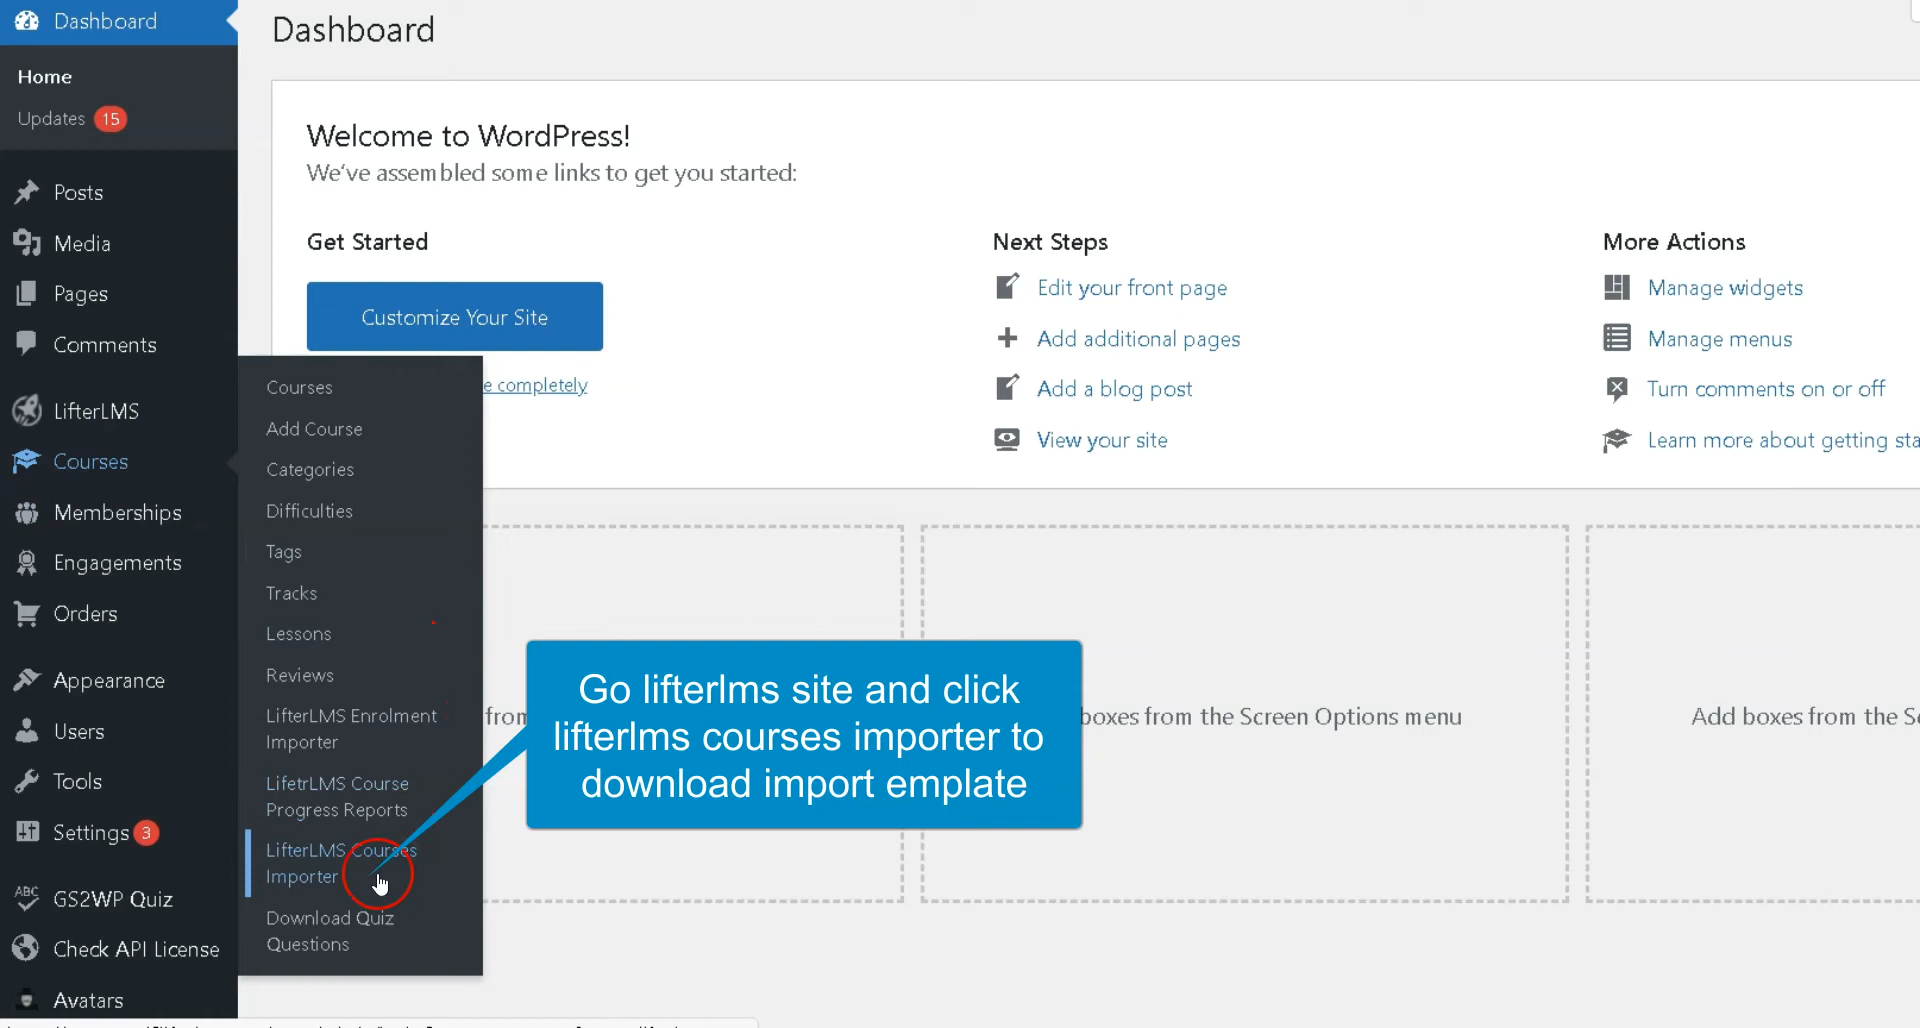 Dashboard
Home
Updates 15
Posts
Media
Pages
Comments
LifterLMS
Courses
Memberships
Engagements
Orders
Appearance
Users
Tools
Settings 3
ABC
GS2WP Quiz
Check API License
Avatars
Courses
Add Course
Categories
Difficulties
Tags
Tracks
Lessons
Reviews
LifterLMS Enrolment
Importer
LifetrLMS Course
Progress Reports
LifterLMS Courses
Importer
Download Quiz
Questions
Dashboard
Welcome to WordPress!
We've assembled some links to get you started:
Get Started
Customize Your Site
e completely
Next Steps
Edit your front page
Add additional pages
Add a blog post
View your site
More Actions
Manage widgets
Manage menus
Turn comments on or off
Learn more about getting sta
from
boxes from the Screen Options menu
Add boxes from the Sc
Go lifterlms site and click
lifterlms courses importer to
download import emplate